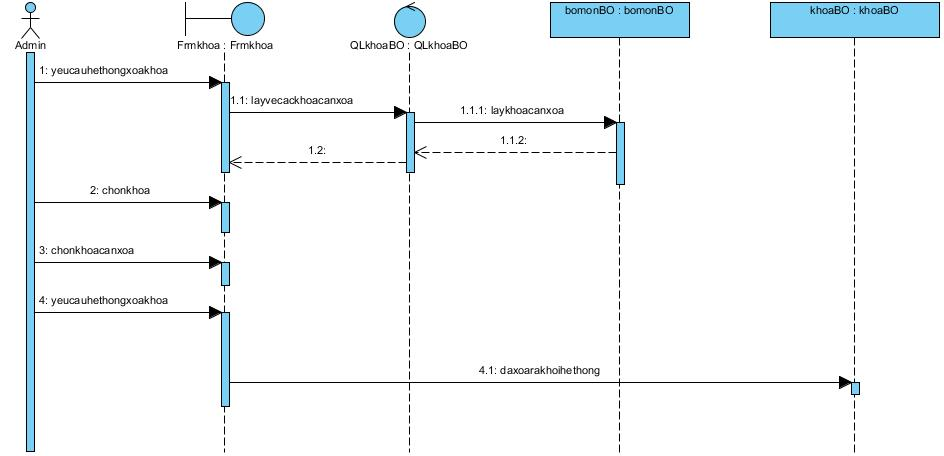 bomonBO : bomonBO
khoaBO : khoaBO
Admin
Frmkhoa : Frmkhoa
QLkhoaBO : QLkhoaBO
1: yeucauhethongxoakhoa
1.1: layvecackhoacanxoa
1.1.1: laykhoacanxoa
1.1.2:
1.2:
2: chonkhoa
3: chonkhoacanxoa
4: yeucauhethongxoakhoa
4.1: daxoarakhoihethong